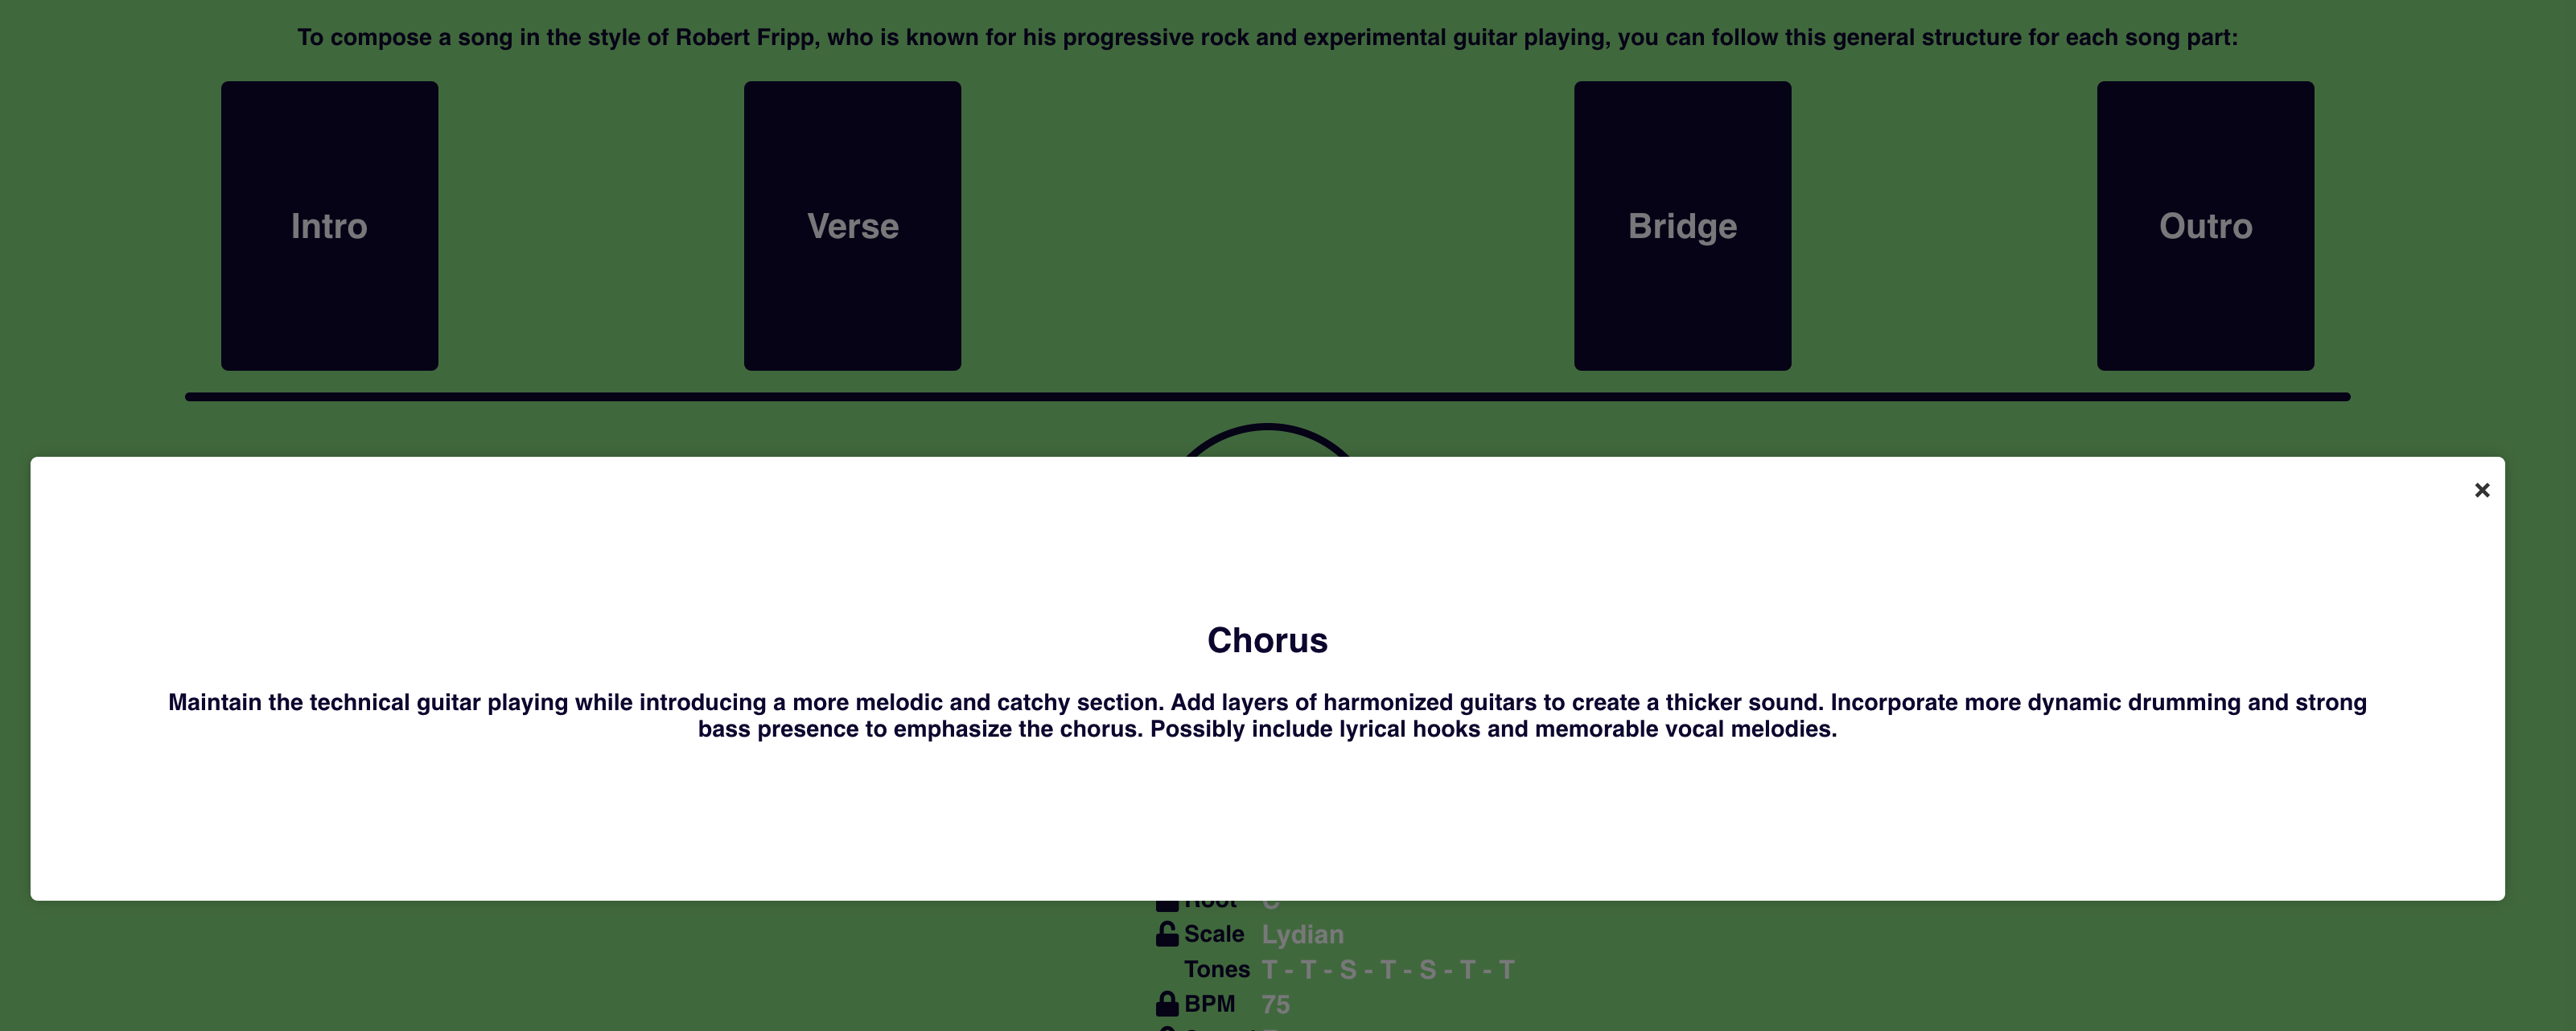 To compose a song in the style of Robert Fripp, who is known for his progressive rock and experimental guitar playing, you can follow this general structure for each song part:
Intro
Verse
Bridge
Outro
×
Chorus
Maintain the technical guitar playing while introducing a more melodic and catchy section. Add layers of harmonized guitars to create a thicker sound. Incorporate more dynamic drumming and strong
bass presence to emphasize the chorus. Possibly include lyrical hooks and memorable vocal melodies.
Root
Scale Lydian
Tones T - T - S - T - S - T - T
BPM 75